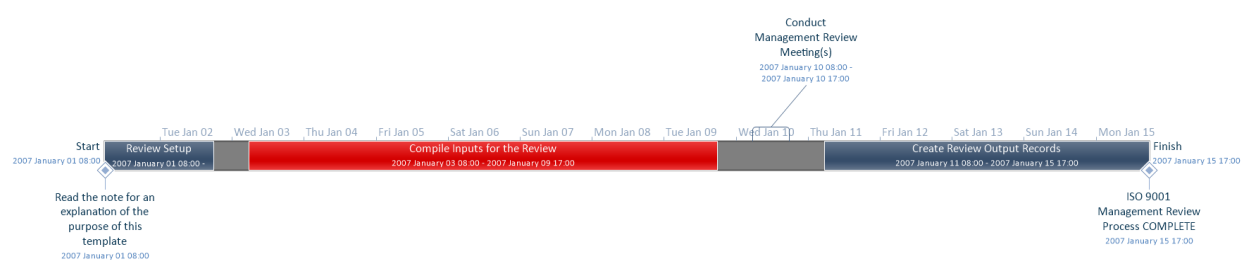 Conduct
Management Review
Meeting(s)
2007 January 10 08:00 -
2007 January 10 17:00
Tue Jan 02 Wed Jan 03 Thu Jan 04 Fri Jan 05 Sat Jan 06 Sun Jan 07 Mon Jan 08 Tue Jan 09 Wed Jan 10 Thu Jan 11 Fri Jan 12 Sat Jan 13 Sun Jan 14 Mon Jan 15
Start
2007 January 01 08:00
Review Setup
2007 January 01 08:00 -
Compile Inputs for the Review
2007 January 03 08:00 - 2007 January 09 17:00
Create Review Output Records
2007 January 11 08:00 - 2007 January 15 17:00
Finish
2007 January 15 17:00
Read the note for an
explanation of the
purpose of this
template
2007 January 01 08:00
ISO 9001
Management Review
Process COMPLETE
2007 January 15 17:00